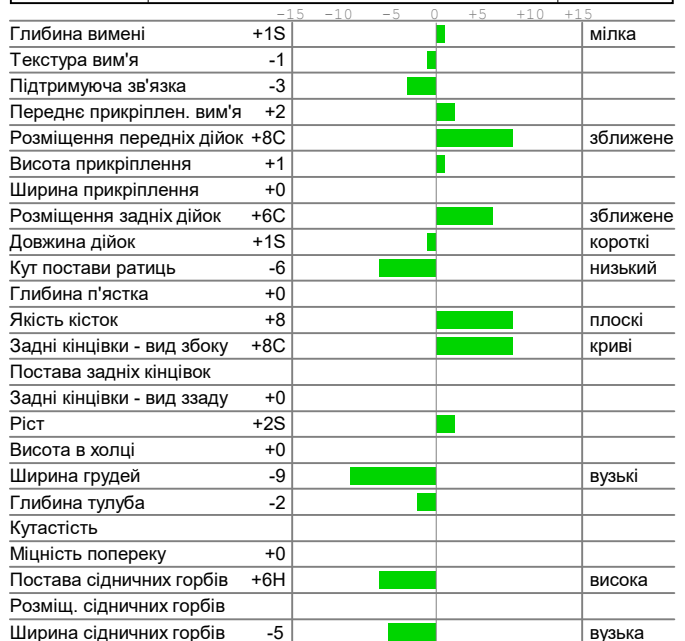 -15 -10 -5 0 +5 +10 +15
Глибина вимені +1S мілка
Текстура вим'я -1
Підтримуюча зв'язка -3
Переднє прикріплен. вим'я +2
Розміщення передніх дійок +8C зближене
Висота прикріплення +1
Ширина прикріплення +0
Розміщення задніх дійок +6C зближене
Довжина дійок +1S короткі
Кут постави ратиць -6 низький
Глибина п'ястка +0
Якість кісток +8 плоскі
Задні кінцівки - вид збоку +8C криві
Постава задніх кінцівок
Задні кінцівки - вид ззаду +0
Ріст +2S
Висота в холці +0
Ширина грудей -9 вузькі
Глибина тулуба -2
Кутастість
Міцність попереку +0
Постава сідничних горбів +6H висока
Розміщ. сідничних горбів
Ширина сідничних горбів -5 вузька